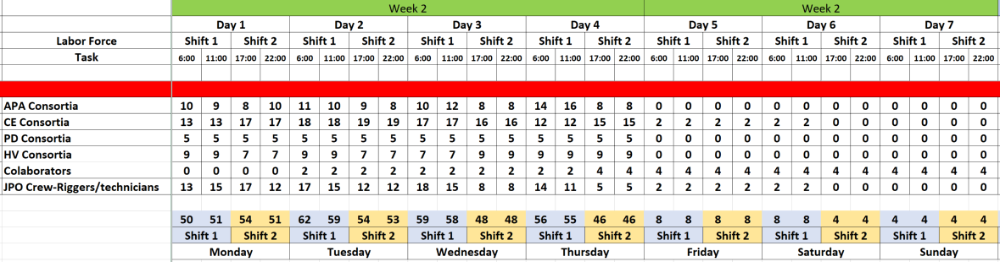 Week 2 Week 2
Day 1 Day 2 Day 3 Day 4 Day 5 Day 6 Day 7
Labor Force Shift 1 Shift 2 Shift 1 Shift 2 Shift 1 Shift 2 Shift 1 Shift 2 Shift 1 Shift 2 Shift 1 Shift 2 Shift 1 Shift 2
Task 6:00 11:00 17:00 22:00 6:00 11:00 17:00 22:00 6:00 11:00 17:00 22:00 6:00 11:00 17:00 22:00 6:00 11:00 17:00 22:00 6:00 11:00 17:00 22:00 6:00 11:00 17:00 22:00
APA Consortia 10 9 8 10 11 10 9 8 10 12 8 8 14 16 8 8 0 0 0 0 0 0 0 0 0 0 0 0
CE Consortia 13 13 17 17 18 18 19 19 17 17 16 16 12 12 15 15 2 2 2 2 2 2 0 0 0 0 0 0
PD Consortia 5 5 5 5 5 5 5 5 5 5 5 5 5 5 5 5 0 0 0 0 0 0 0 0 0 0 0 0
HV Consortia 9 9 7 7 9 9 7 7 7 7 9 9 9 9 9 9 0 0 0 0 0 0 0 0 0 0 0 0
Colaborators 0 0 0 0 2 2 2 2 2 2 2 2 2 2 4 4 4 4 4 4 4 4 4 4 4 4 4 4
JPO Crew-Riggers/technicians 13 15 17 12 17 15 12 12 18 15 8 8 14 11 5 5 2 2 2 2 2 2 0 0 0 0 0 0
50 51 54 51 62 59 54 53 59 58 48 48 56 55 46 46 8 8 8 8 8 8 4 4 4 4 4 4
Shift 1 Shift 2 Shift 1 Shift 2 Shift 1 Shift 2 Shift 1 Shift 2 Shift 1 Shift 2 Shift 1 Shift 2 Shift 1 Shift 2
Monday Tuesday Wednesday Thursday Friday Saturday Sunday